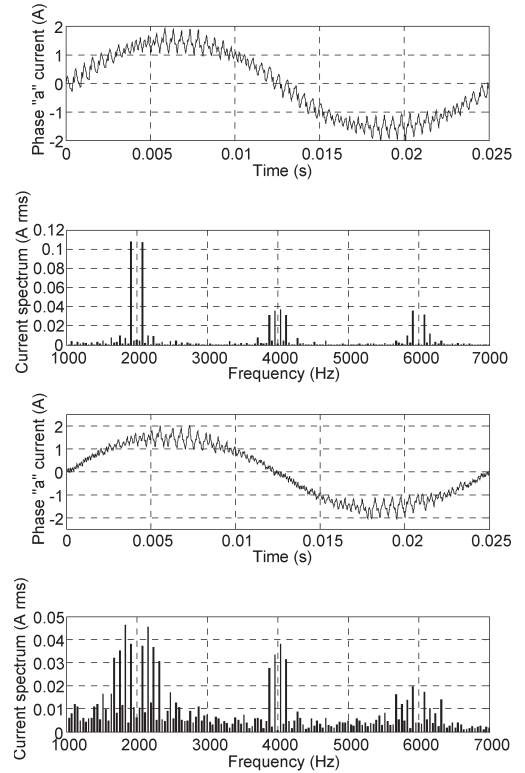 Phase "a" current (A)
2
1
0
-1
-2
0 0.005 0.01 0.015 0.02 0.025
Time (s)
Current spectrum (A rms)
0.12
0.1
0.08
0.06
0.04
0.02
0
1000 2000 3000 4000 5000 6000 7000
Frequency (Hz)
Phase "a" current (A)
2
1
0
-1
-2
0 0.005 0.01 0.015 0.02 0.025
Time (s)
Current spectrum (A rms)
0.05
0.04
0.03
0.02
0.01
0
1000 2000 3000 4000 5000 6000 7000
Frequency (Hz)